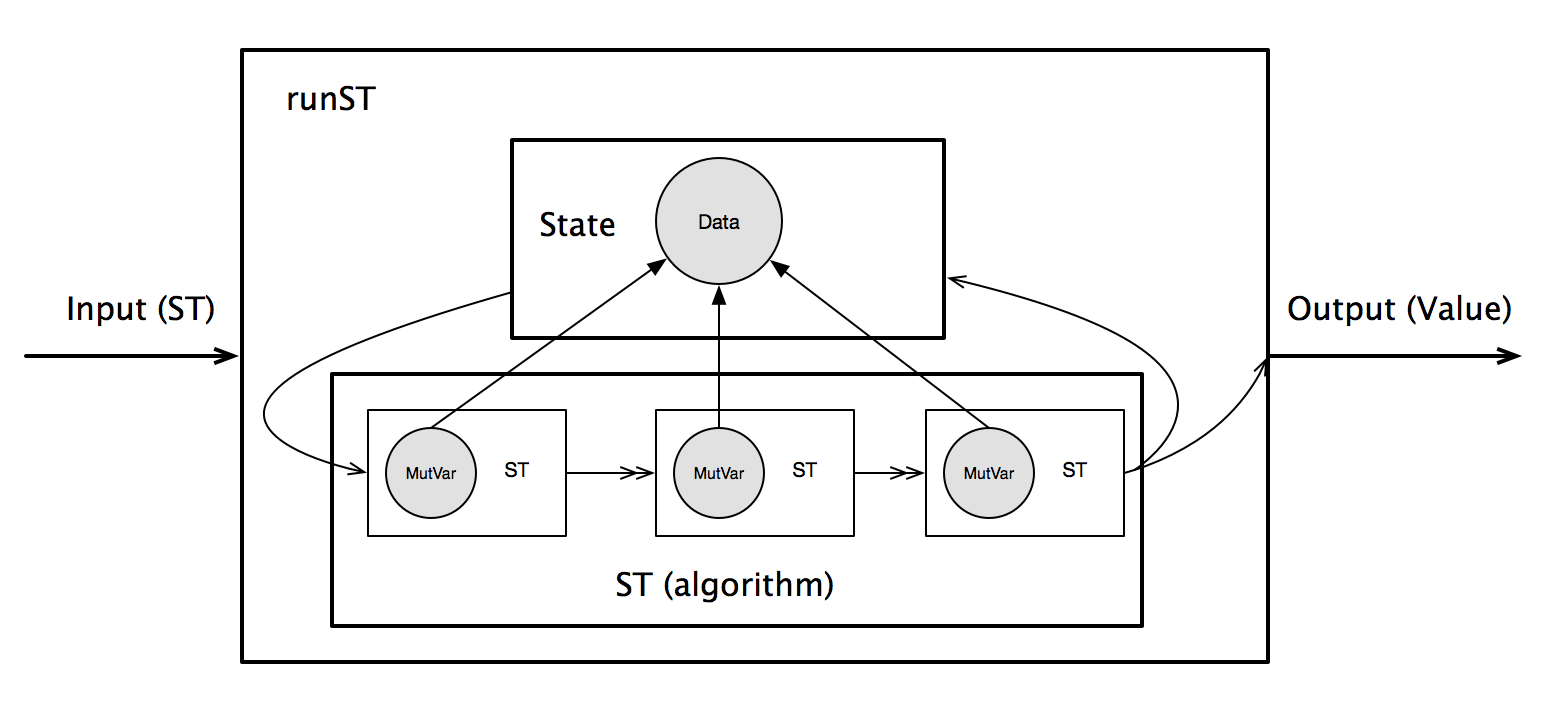 runST
State
Data
Input (ST)
Output (Value)
MutVar
ST
MutVar
ST
MutVar
ST
ST (algorithm)